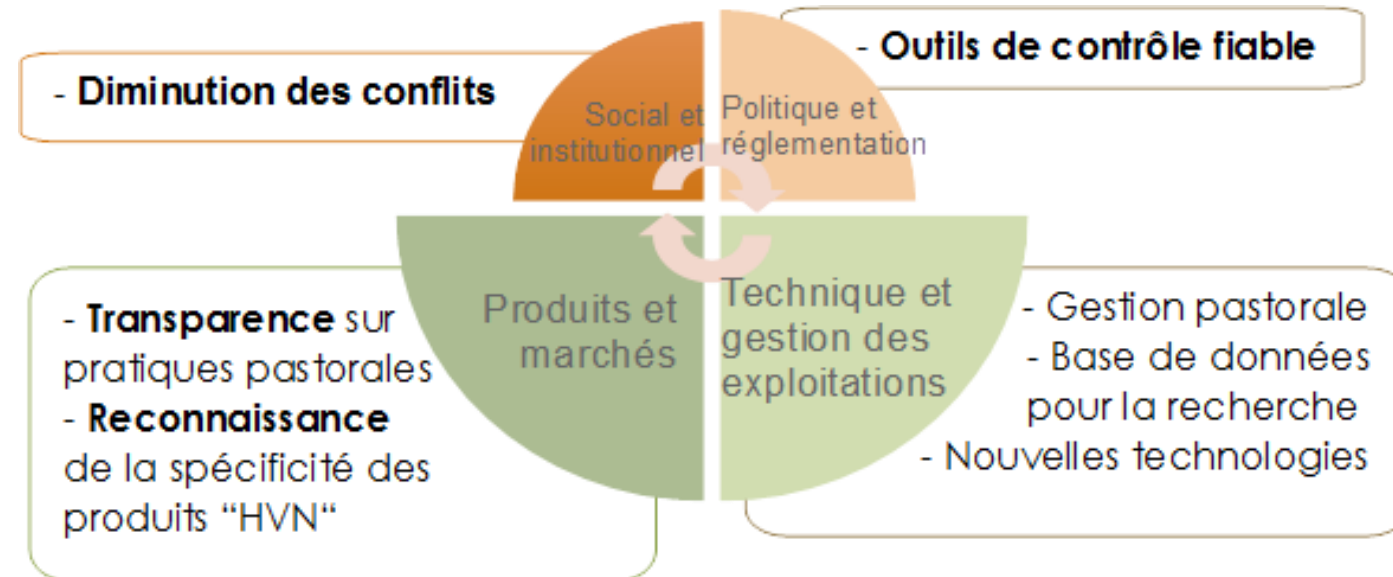 - Diminution des conflits
Social et
institutionnel
Politique et
réglementation
- Outils de contrôle fiable
- Transparence sur
pratiques pastorales
- Reconnaissance
de la spécificité des
produits “HVN“
Produits et
marchés
Technique et
gestion des
exploitations
- Gestion pastorale
- Base de données
pour la recherche
- Nouvelles technologies